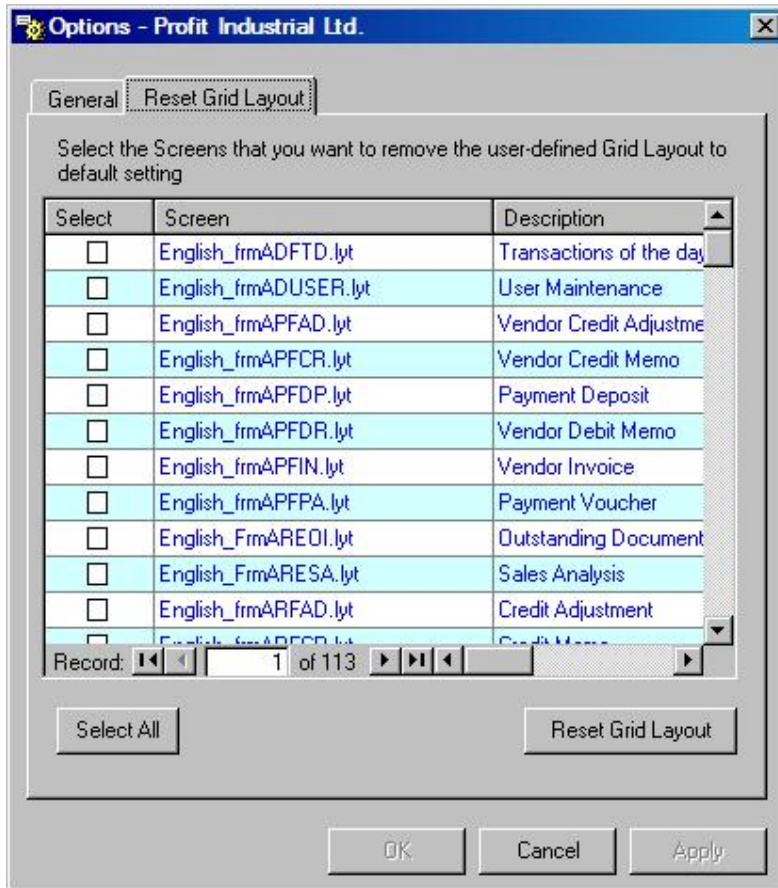 Options - Profit Industrial Ltd.
General Reset Grid Layout
Select the Screens that you want to remove the user-defined Grid Layout to
default setting
Select Screen Description
English_frmADFTD.lyt Transactions of the day
English_frmADUSER.lyt User Maintenance
English_frmAPFAD.lyt Vendor Credit Adjustme
English_frmAPFCR.lyt Vendor Credit Memo
English_frmAPFDP.lyt Payment Deposit
English_frmAPFDR.lyt Vendor Debit Memo
English_frmAPFIN.lyt Vendor Invoice
English_frmAPFPA.lyt Payment Voucher
English_FrmAREOI.lyt Outstanding Document
English_FrmARESA.lyt Sales Analysis
English_frmARFAD.lyt Credit Adjustment
English_frmARFCR.lyt Credit Memo
Record: 1 of 113
Select All Reset Grid Layout
OK Cancel Apply